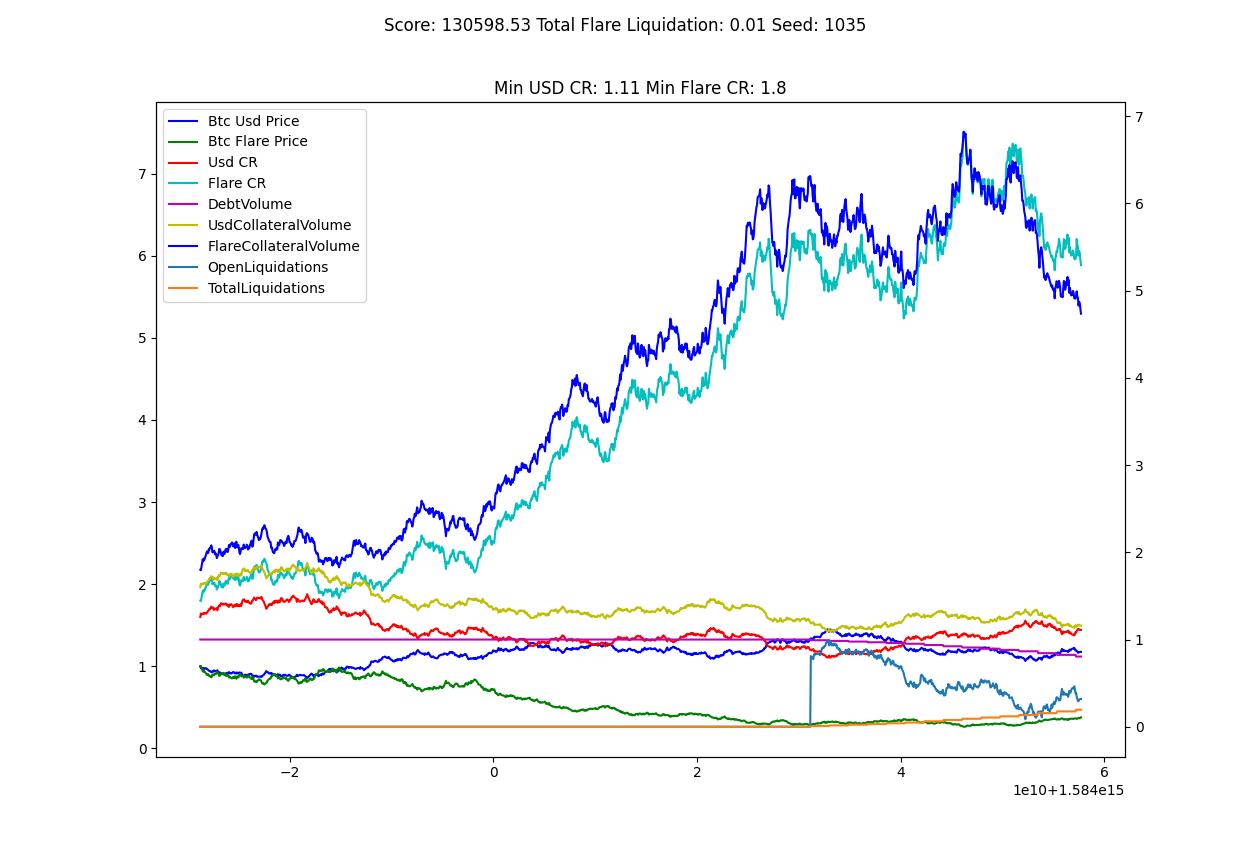 Score: 130598.53 Total Flare Liquidation: 0.01 Seed: 1035
Min USD CR: 1.11 Min Flare CR: 1.8
Btc Usd Price
Btc Flare Price
Usd CR
Flare CR
DebtVolume
UsdCollateralVolume
FlareCollateralVolume
OpenLiquidations
TotalLiquidations
7
6
5
4
3
2
1
0
7
6
5
4
3
2
1
0
−2 0 2 4 6
1e10+1.584e15